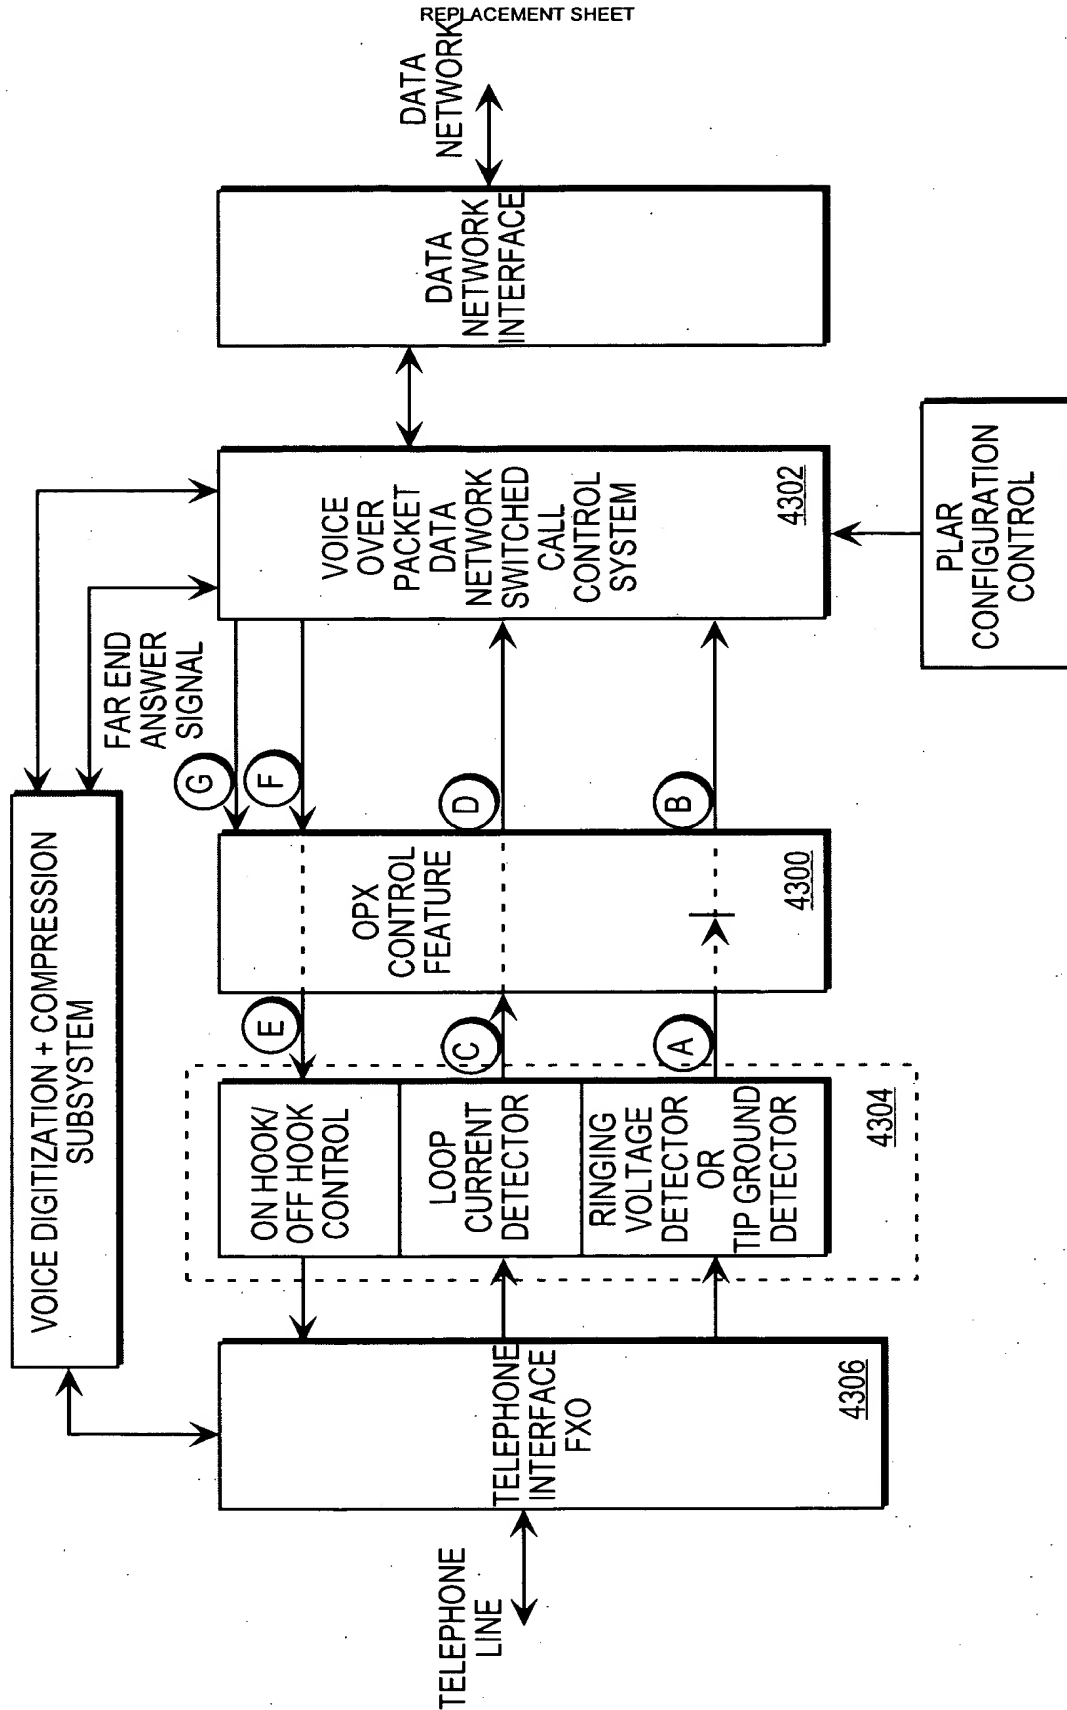 REPLACEMENT SHEET
VOICE DIGITIZATION + COMPRESSION
SUBSYSTEM
FAR END
ANSWER
SIGNAL
TELEPHONE
LINE
TELEPHONE
INTERFACE
FXO
4306
ON HOOK/
OFF HOOK
CONTROL
LOOP
CURRENT
DETECTOR
RINGING
VOLTAGE
DETECTOR
OR
TIP GROUND
DETECTOR
4304
E
C
A
OPX
CONTROL
FEATURE
4300
G
F
D
B
VOICE
OVER
PACKET
DATA
NETWORK
SWITCHED
CALL
CONTROL
SYSTEM
4302
PLAR
CONFIGURATION
CONTROL
DATA
NETWORK
INTERFACE
DATA
NETWORK